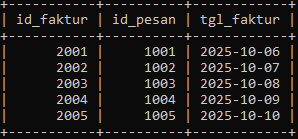 | id_faktur | id_pesan | tgl_faktur |
| 2001 | 1001 | 2025-10-06 |
| 2002 | 1002 | 2025-10-07 |
| 2003 | 1003 | 2025-10-08 |
| 2004 | 1004 | 2025-10-09 |
| 2005 | 1005 | 2025-10-10 |